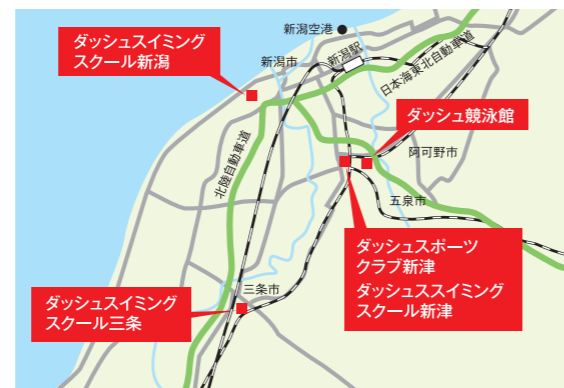 新潟空港
ダッシュスイミング
スクール新潟
新潟市
新潟駅
日本海東北自動車道
ダッシュ競泳館
阿可野市
北陸自動車道
五泉市
ダッシュスポーツ
クラブ新津
ダッシュススイミング
スクール新津
三条市
ダッシュスイミング
スクール三条